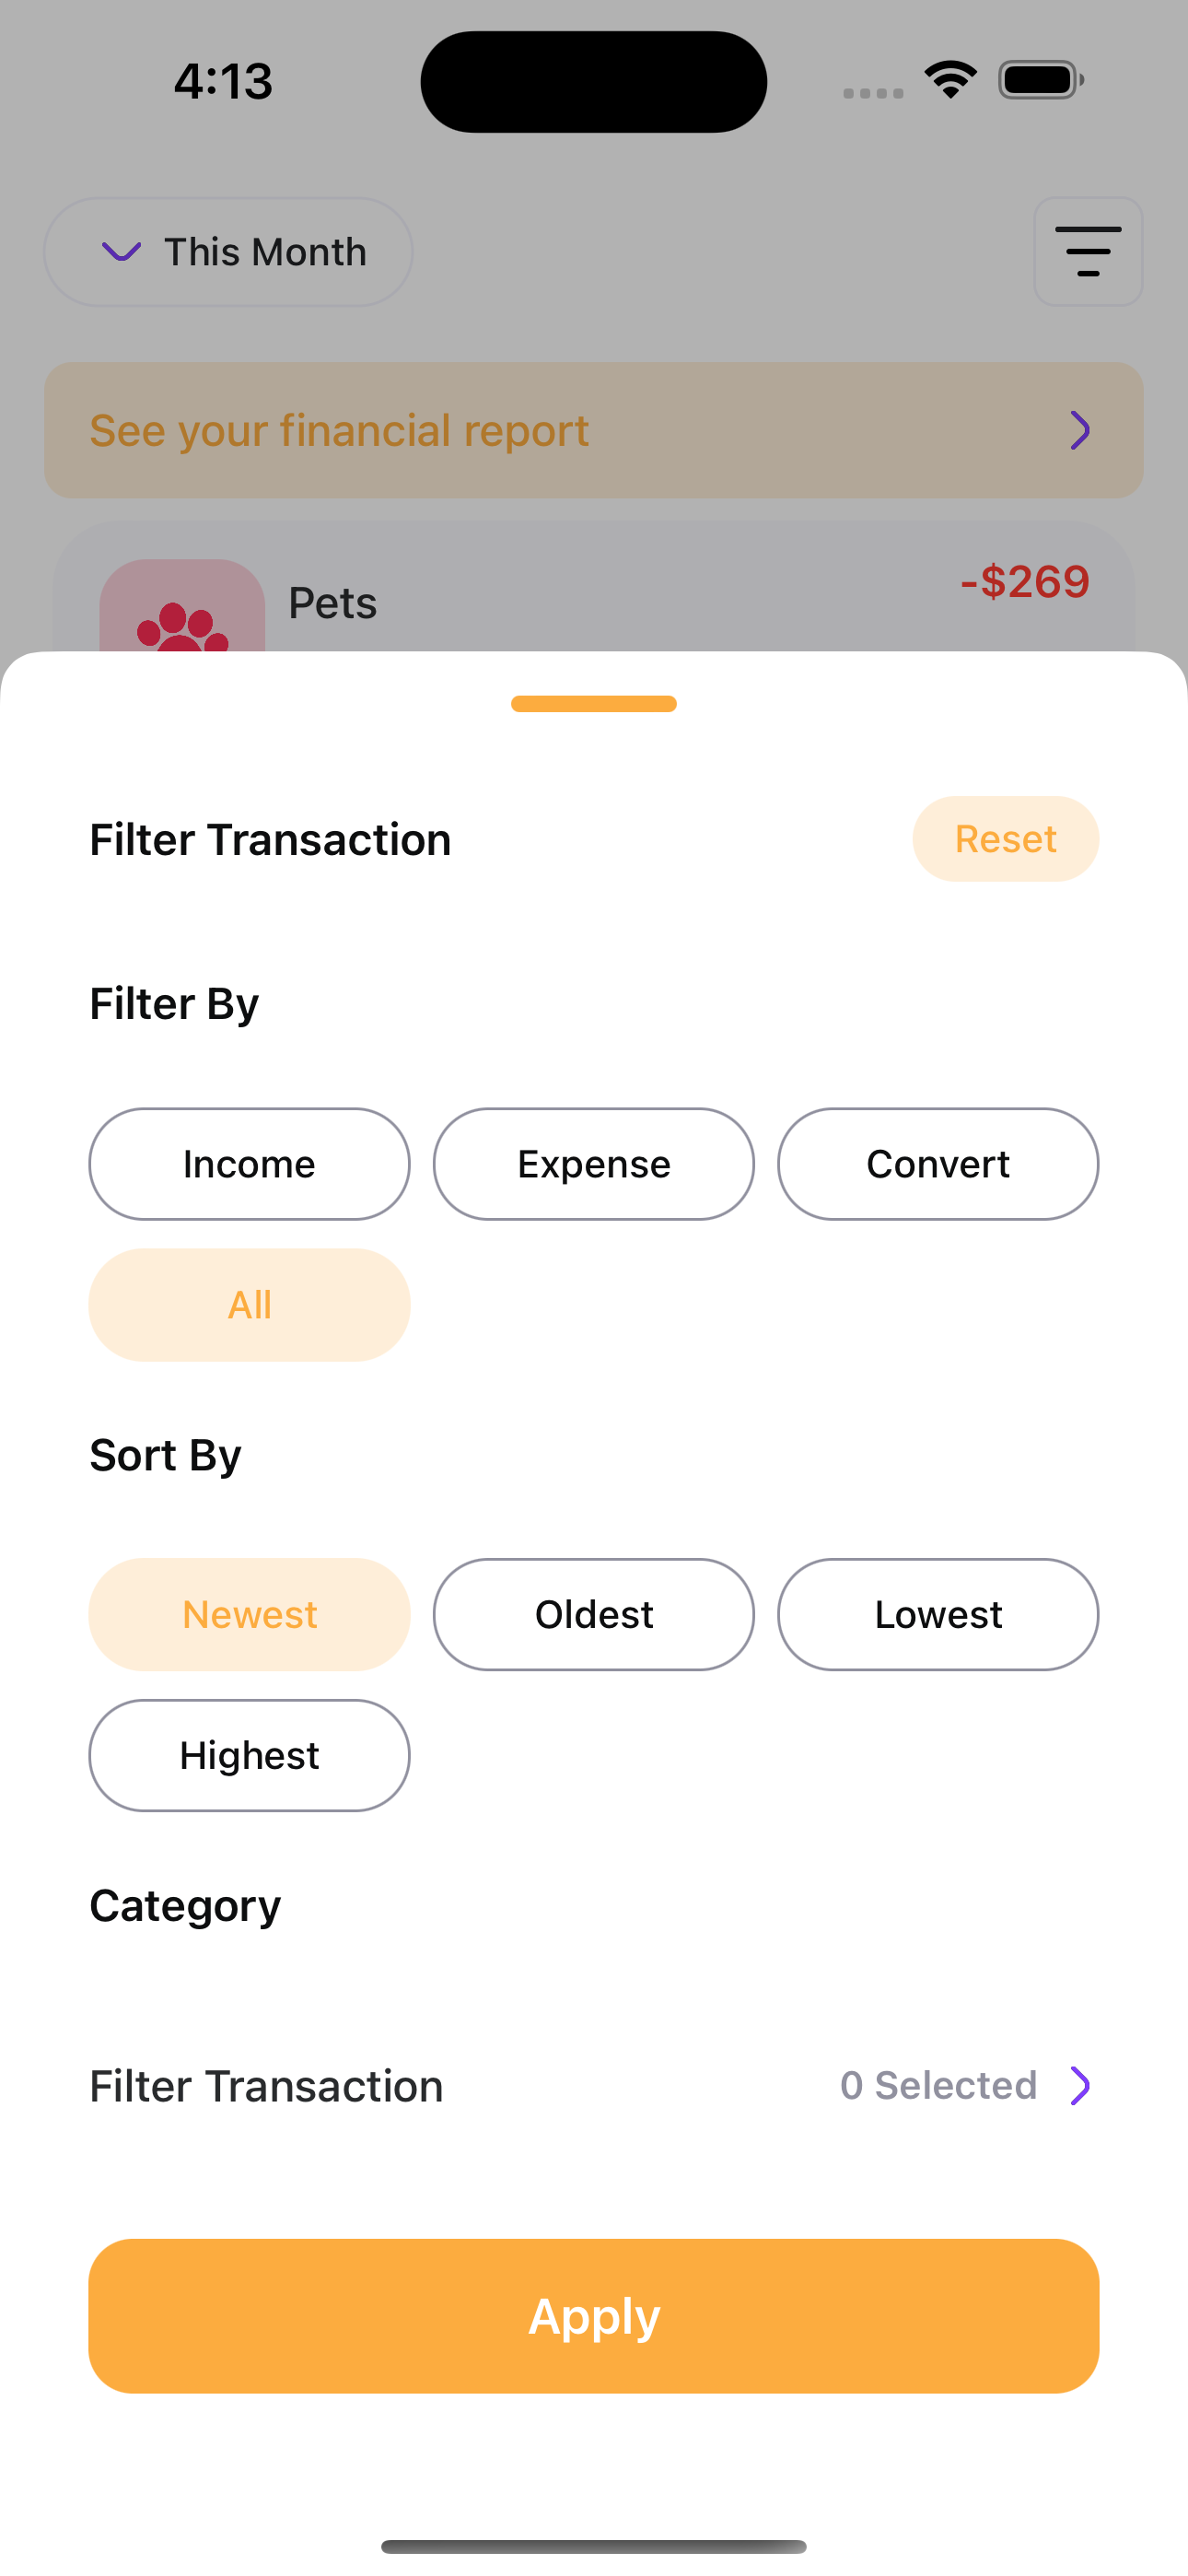 4:13
This Month
See your financial report
Pets
-$269
Filter Transaction
Reset
Filter By
Income Expense Convert
All
Sort By
Newest Oldest Lowest
Highest
Category
Filter Transaction
0 Selected
Apply